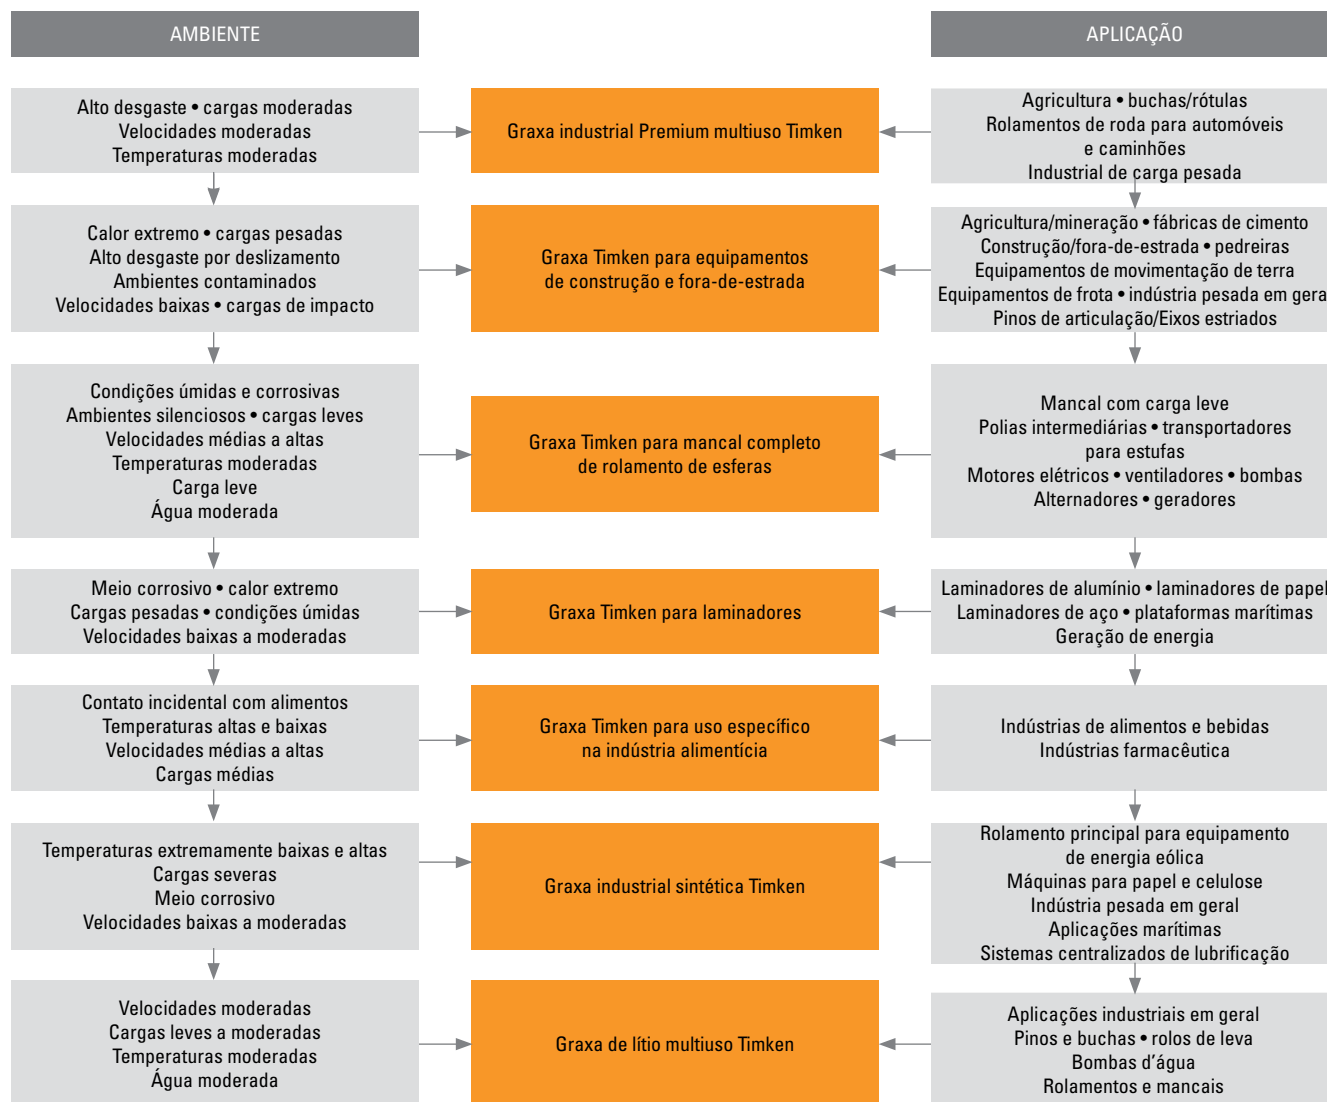 AMBIENTE
APLICAÇÃO
Alto desgaste • cargas moderadas
Velocidades moderadas
Temperaturas moderadas
Graxa industrial Premium multiuso Timken
Agricultura • buchas/rótulas
Rolamentos de roda para automóveis
e caminhões
Industrial de carga pesada
Calor extremo • cargas pesadas
Alto desgaste por deslizamento
Ambientes contaminados
Velocidades baixas • cargas de impacto
Graxa Timken para equipamentos
de construção e fora-de-estrada
Agricultura/mineração • fábricas de cimento
Construção/fora-de-estrada • pedreiras
Equipamentos de movimentação de terra
Equipamentos de frota • indústria pesada em gera
Pinos de articulação/Eixos estriados
Condições úmidas e corrosivas
Ambientes silenciosos • cargas leves
Velocidades médias a altas
Temperaturas moderadas
Carga leve
Água moderada
Graxa Timken para mancal completo
de rolamento de esferas
Mancal com carga leve
Polias intermediárias • transportadores
para estufas
Motores elétricos • ventiladores • bombas
Alternadores • geradores
Meio corrosivo • calor extremo
Cargas pesadas • condições úmidas
Velocidades baixas a moderadas
Graxa Timken para laminadores
Laminadores de alumínio • laminadores de papel
Laminadores de aço • plataformas marítimas
Geração de energia
Contato incidental com alimentos
Temperaturas altas e baixas
Velocidades médias a altas
Cargas médias
Graxa Timken para uso específico
na indústria alimentícia
Indústrias de alimentos e bebidas
Indústrias farmacêutica
Temperaturas extremamente baixas e altas
Cargas severas
Meio corrosivo
Velocidades baixas a moderadas
Graxa industrial sintética Timken
Rolamento principal para equipamento
de energia eólica
Máquinas para papel e celulose
Indústria pesada em geral
Aplicações marítimas
Sistemas centralizados de lubrificação
Velocidades moderadas
Cargas leves a moderadas
Temperaturas moderadas
Água moderada
Graxa de lítio multiuso Timken
Aplicações industriais em geral
Pinos e buchas • rolos de leva
Bombas d’água
Rolamentos e mancais